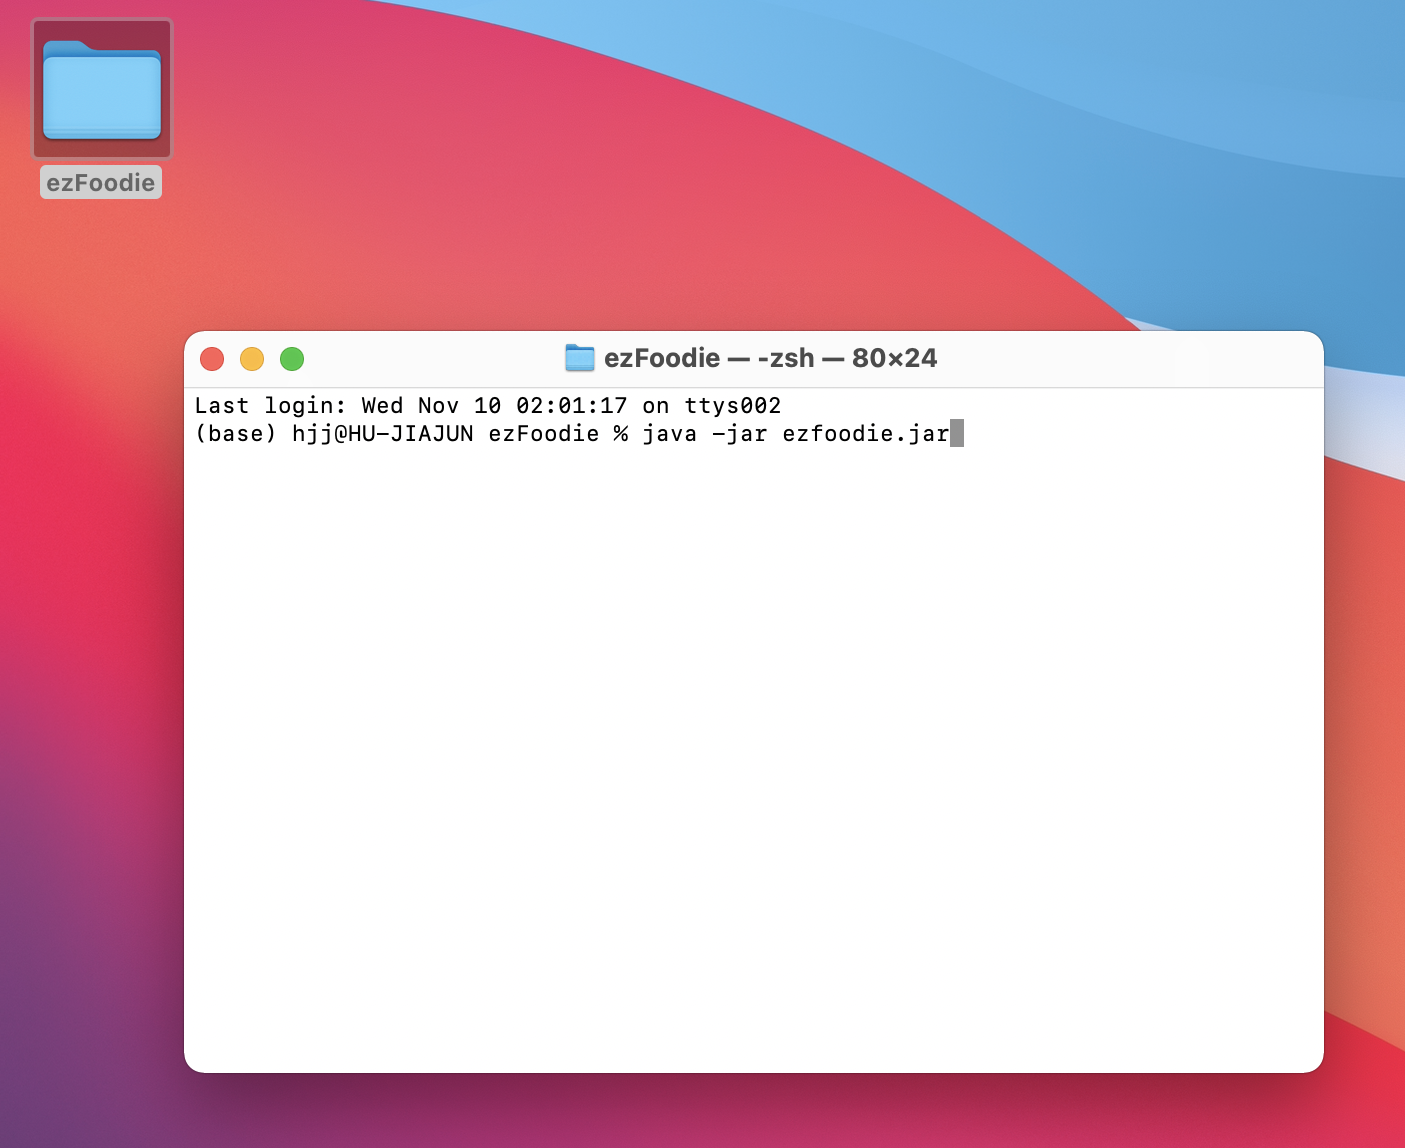 ezFoodie
ezFoodie — -zsh — 80×24
Last login: Wed Nov 10 02:01:17 on ttys002
(base) hjj@HU-JIAJUN ezFoodie % java -jar ezfoodie.jar